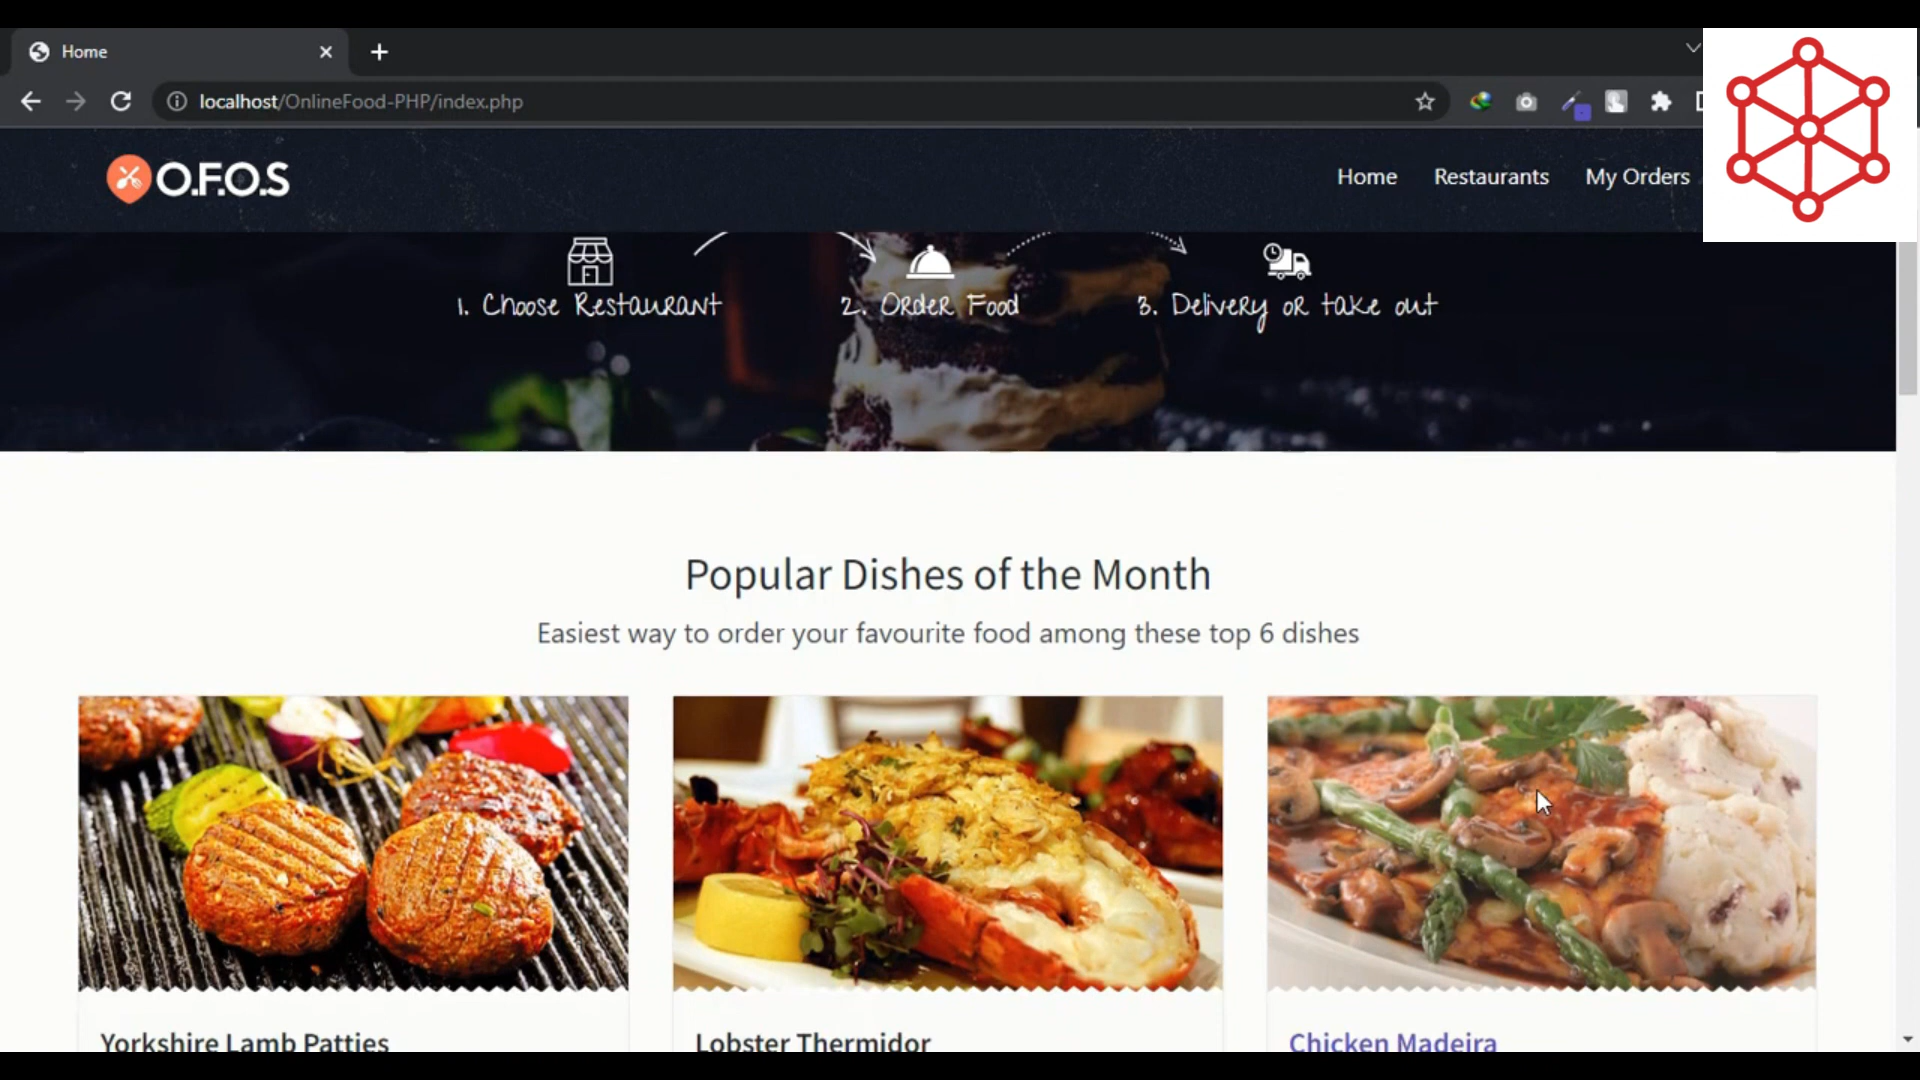 Home
localhost/OnlineFood-PHP/index.php
O.F.O.S
Home Restaurants My Orders
1. Choose Restaurant
2. Order Food
3. Delivery or take out
Popular Dishes of the Month
Easiest way to order your favourite food among these top 6 dishes
Yorkshire Lamb Patties
Lobster Thermidor
Chicken Madeira